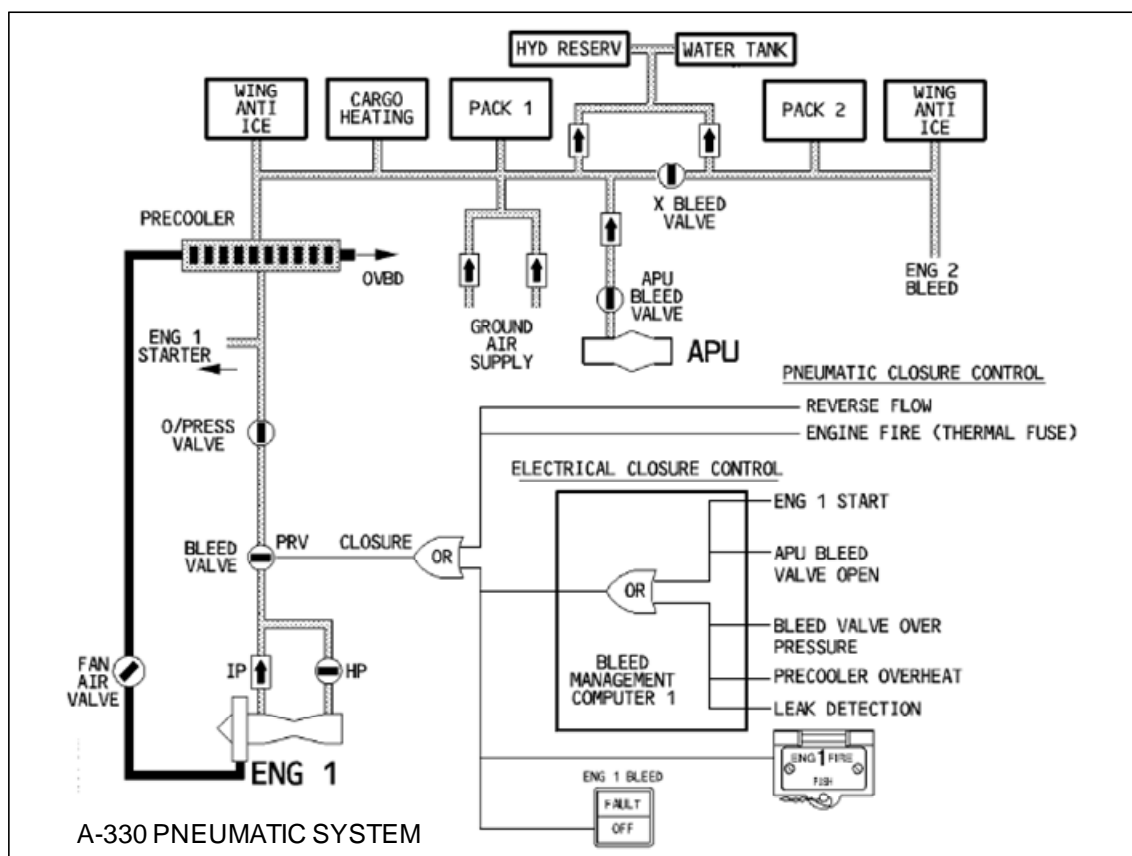 HYD RESERV
WATER TANK
WING
ANTI
ICE
CARGO
HEATING
PACK 1
PACK 2
WING
ANTI
ICE
X BLEED
VALVE
PRECOOLER
OVBD
GROUND
AIR
SUPPLY
APU
BLEED
VALVE
APU
ENG 2
BLEED
ENG 1
STARTER
PNEUMATIC CLOSURE CONTROL
REVERSE FLOW
ENGINE FIRE (THERMAL FUSE)
O/PRESS
VALVE
ELECTRICAL CLOSURE CONTROL
ENG 1 START
BLEED
VALVE
PRV
CLOSURE
OR
APU BLEED
VALVE OPEN
OR
BLEED VALVE OVER
PRESSURE
PRECOOLER OVERHEAT
LEAK DETECTION
BLEED
MANAGEMENT
COMPUTER 1
FAN
AIR
VALVE
IP
HP
ENG 1
ENG 1 FIRE
PUSH
ENG 1 BLEED
FAULT
OFF
A-330 PNEUMATIC SYSTEM